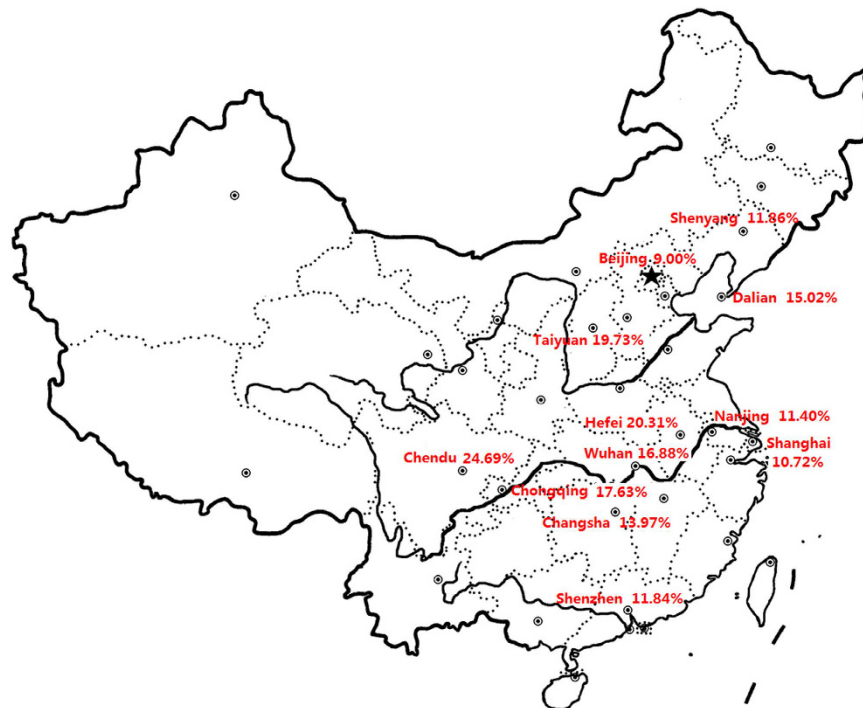 Shenyang 11.86%
Beijing 9.00%
Dalian 15.02%
Taiyuan 19.73%
Hefei 20.31%
Nanjing 11.40%
Shanghai
10.72%
Wuhan 16.88%
Chendu 24.69%
Chongqing 17.63%
Changsha 13.97%
Shenzhen 11.84%